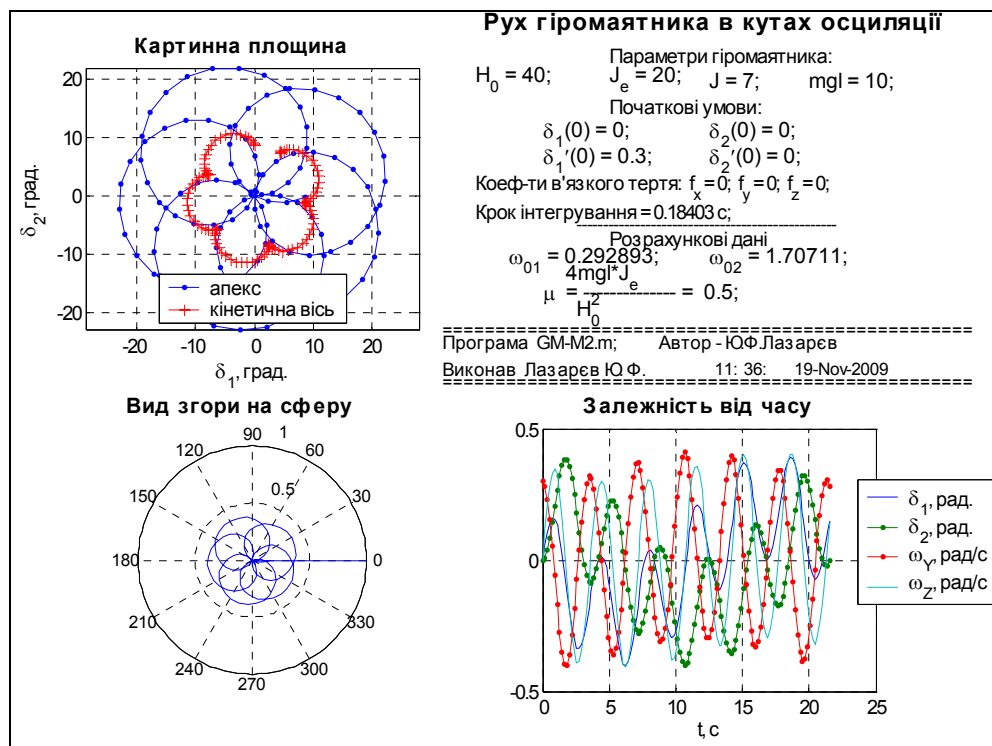 Картинна площина
20
10
0
-10
-20
δ₂, град.
апекс
кінетична вісь
-20 -10 0 10 20
δ₁, град.
Рух гіромаятника в кутах осциляції
Параметри гіромаятника:
H₀ = 40; Jₑ = 20; J = 7; mgl = 10;
Початкові умови:
δ₁(0) = 0; δ₂(0) = 0;
δ₁'(0) = 0.3; δ₂'(0) = 0;
Коеф-ти в'язкого тертя: fₓ = 0; f_y = 0; f_z = 0;
Крок інтегрування = 0.18403 с;
Розрахункові дані
ω₀₁ = 0.292893; ω₀₂ = 1.70711;
4mgl*Jₑ
μ = --------------- = 0.5;
H₀²
=====================================================
Програма GM-M2.m; Автор - Ю.Ф.Лазарєв
Виконав Лазарєв Ю. Ф. 11: 36: 19-Nov-2009
=====================================================
Вид згори на сферу
90 1
120 60
0.5
150 30
180 0
210 330
240 300
270
Залежність від часу
0.5
0
-0.5
0 5 10 15 20 25
t, c
δ₁, рад.
δ₂, рад.
ω_Y, рад/с
ω_Z, рад/с